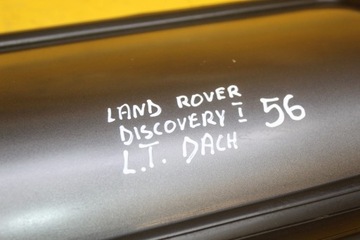 LAND ROVER
DISCOVERY I 56
L.T. DACH